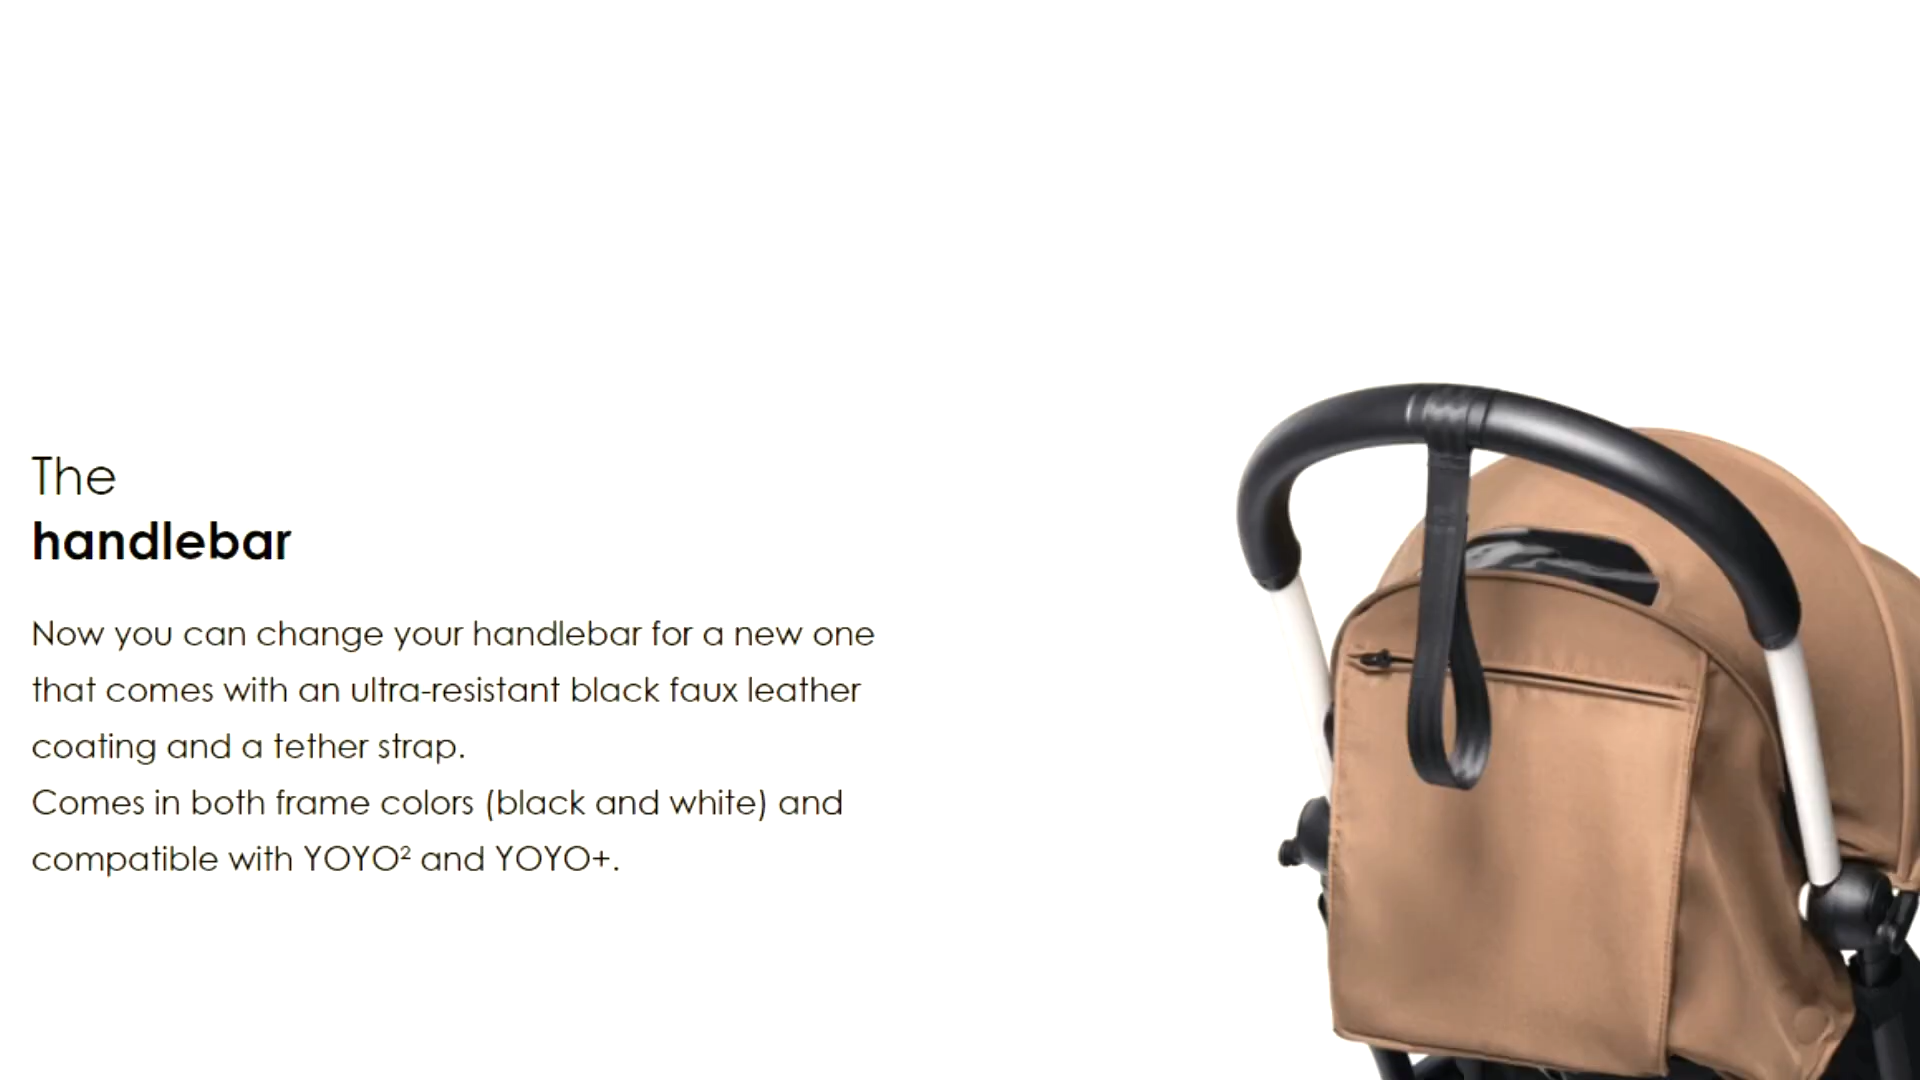 The
handlebar
Now you can change your handlebar for a new one
that comes with an ultra-resistant black faux leather
coating and a tether strap.
Comes in both frame colors (black and white) and
compatible with YOYO² and YOYO+.